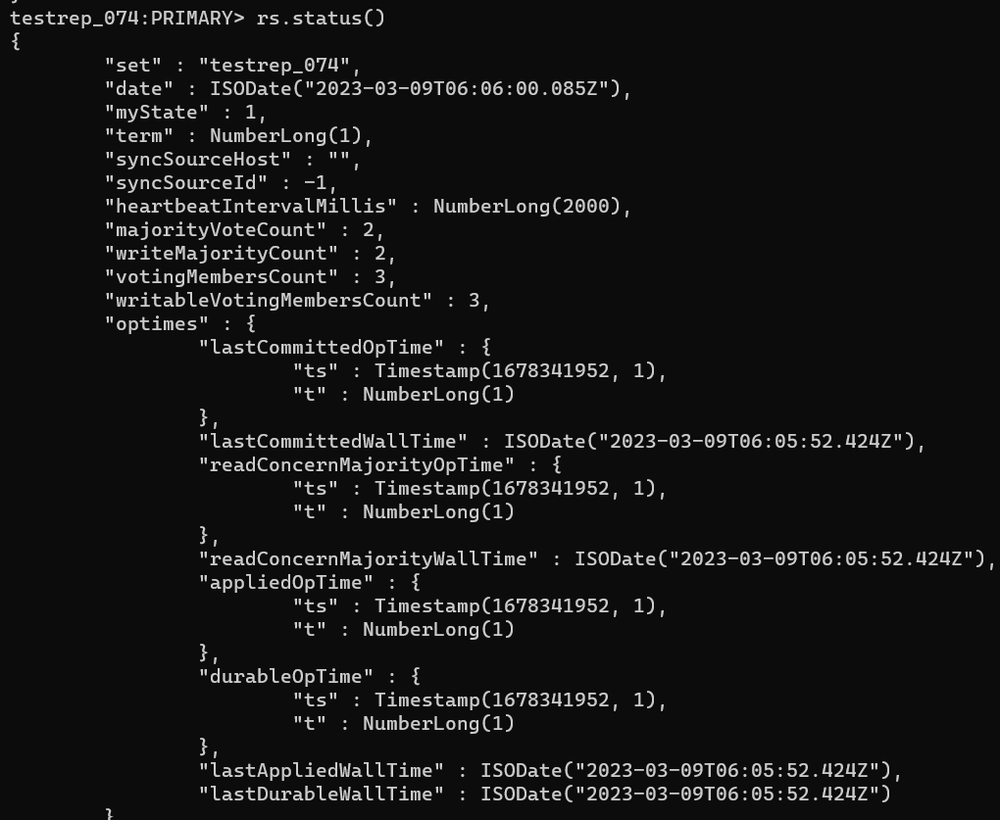 testrep_074:PRIMARY> rs.status()
{
        "set" : "testrep_074",
        "date" : ISODate("2023-03-09T06:06:00.085Z"),
        "myState" : 1,
        "term" : NumberLong(1),
        "syncSourceHost" : "",
        "syncSourceId" : -1,
        "heartbeatIntervalMillis" : NumberLong(2000),
        "majorityVoteCount" : 2,
        "writeMajorityCount" : 2,
        "votingMembersCount" : 3,
        "writableVotingMembersCount" : 3,
        "optimes" : {
                "lastCommittedOpTime" : {
                        "ts" : Timestamp(1678341952, 1),
                        "t" : NumberLong(1)
                },
                "lastCommittedWallTime" : ISODate("2023-03-09T06:05:52.424Z"),
                "readConcernMajorityOpTime" : {
                        "ts" : Timestamp(1678341952, 1),
                        "t" : NumberLong(1)
                },
                "readConcernMajorityWallTime" : ISODate("2023-03-09T06:05:52.424Z"),
                "appliedOpTime" : {
                        "ts" : Timestamp(1678341952, 1),
                        "t" : NumberLong(1)
                },
                "durableOpTime" : {
                        "ts" : Timestamp(1678341952, 1),
                        "t" : NumberLong(1)
                },
                "lastAppliedWallTime" : ISODate("2023-03-09T06:05:52.424Z"),
                "lastDurableWallTime" : ISODate("2023-03-09T06:05:52.424Z")
        }